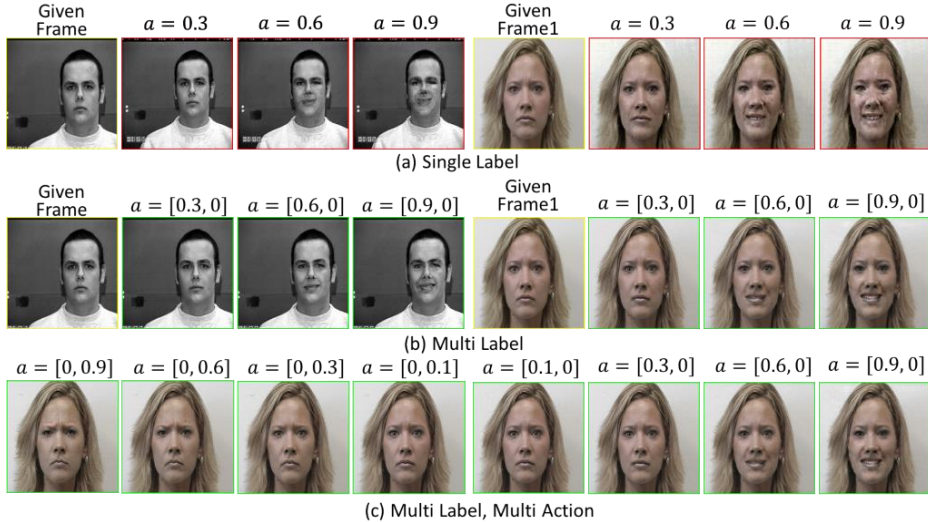 Given Frame a = 0.3 a = 0.6 a = 0.9 Given Frame1 a = 0.3 a = 0.6 a = 0.9
(a) Single Label
Given Frame a = [0.3, 0] a = [0.6, 0] a = [0.9, 0] Given Frame1 a = [0.3, 0] a = [0.6, 0] a = [0.9, 0]
(b) Multi Label
a = [0, 0.9] a = [0, 0.6] a = [0, 0.3] a = [0, 0.1] a = [0.1, 0] a = [0.3, 0] a = [0.6, 0] a = [0.9, 0]
(c) Multi Label, Multi Action